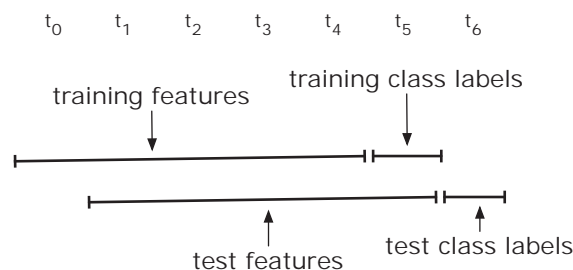 t0 t1 t2 t3 t4 t5 t6
training class labels
training features
test features
test class labels